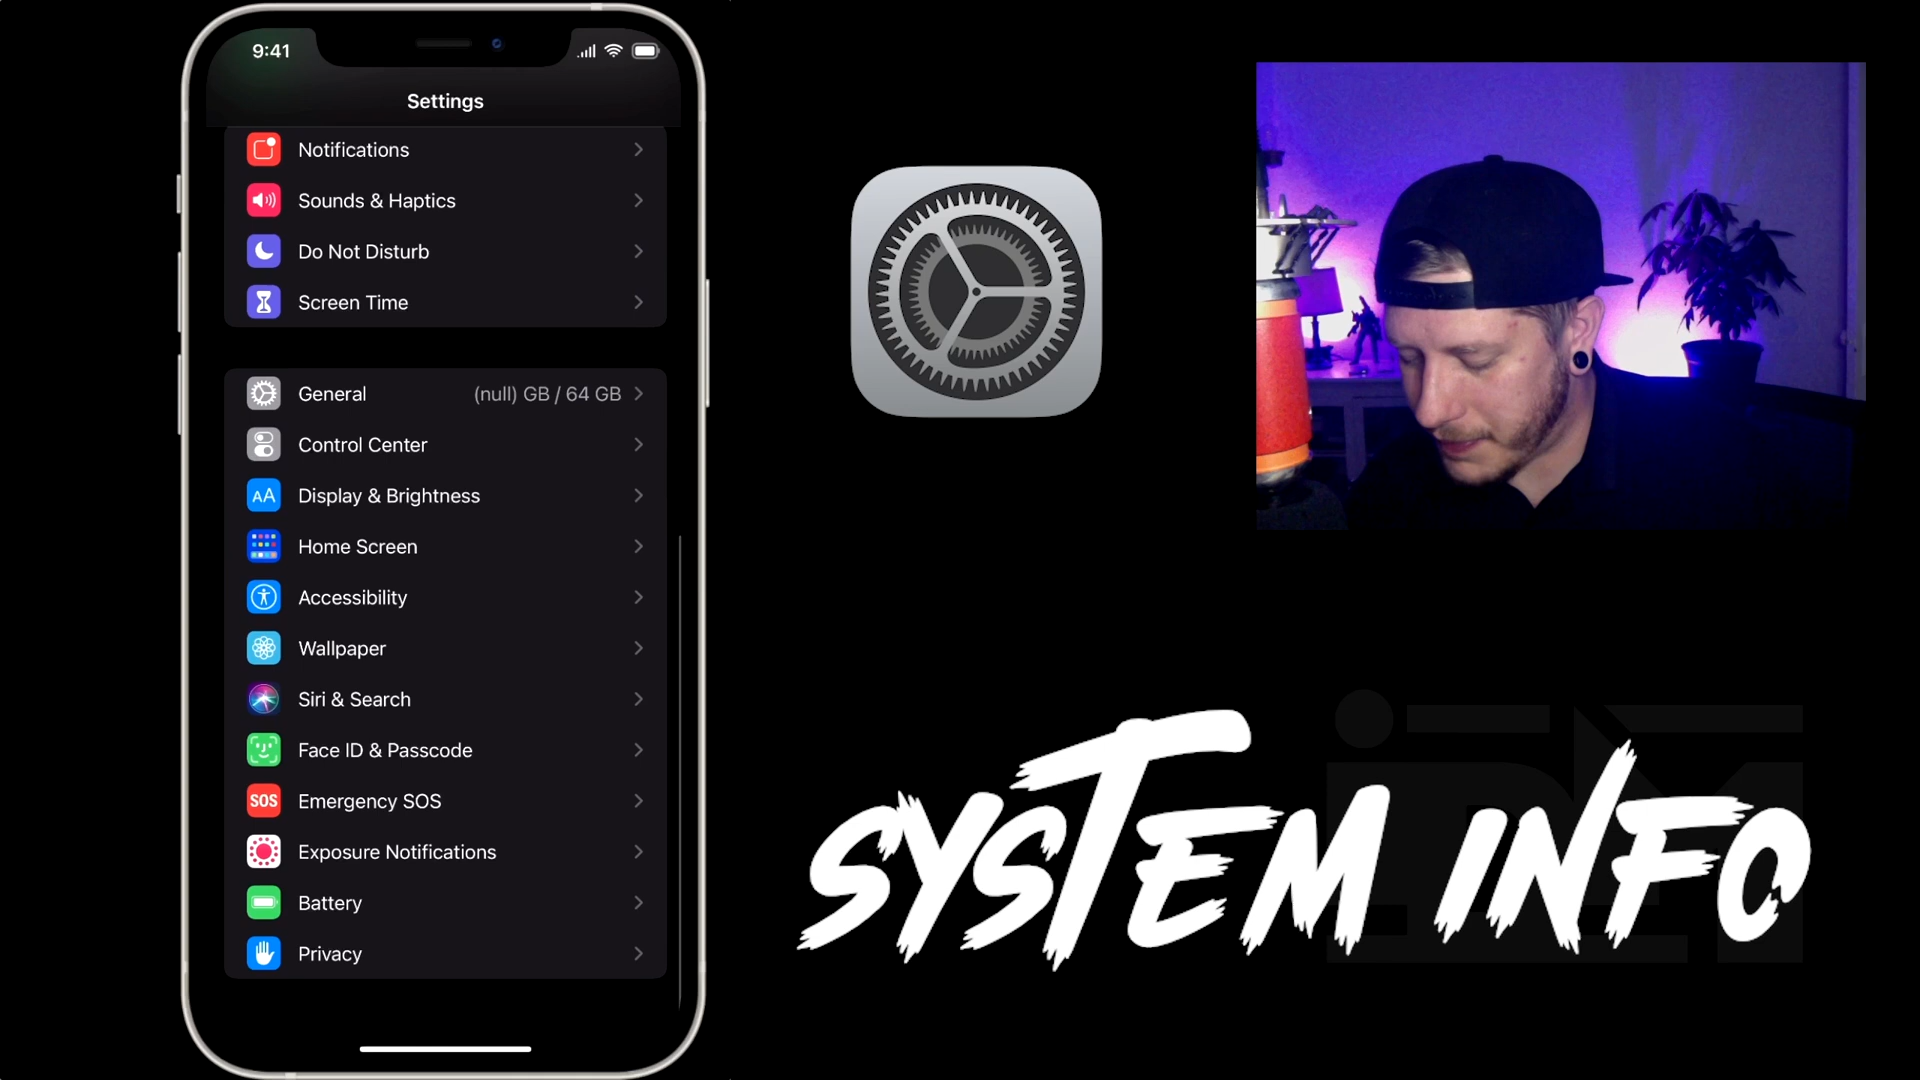 9:41
Settings
Notifications
Sounds & Haptics
Do Not Disturb
Screen Time
General (null) GB / 64 GB
Control Center
AA Display & Brightness
Home Screen
Accessibility
Wallpaper
Siri & Search
Face ID & Passcode
SOS Emergency SOS
Exposure Notifications
Battery
Privacy
SYSTEM INFO